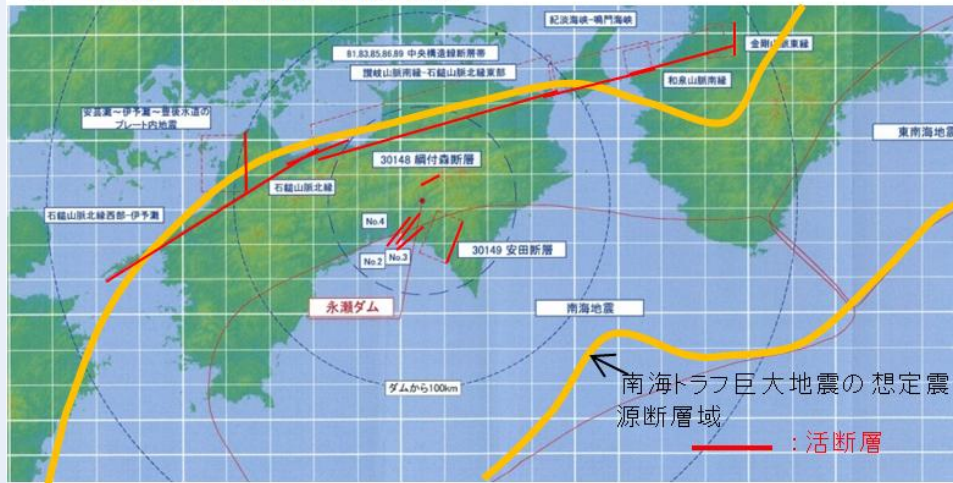 紀淡海峡-鳴門海峡
金剛山脈東縁
81.83.85.86.89 中央構造線断層帯
讃岐山脈南縁-石鎚山脈北縁東部
和泉山脈南縁
安芸灘～伊予灘～豊後水道の
プレート内地震
東南海地震
30148 綱付森断層
石鎚山脈北縁
石鎚山脈北縁西部-伊予灘
No.4
No.2
No.3
30149 安田断層
永瀬ダム
南海地震
ダムから100km
南海トラフ巨大地震の想定震
源断層域
：活断層